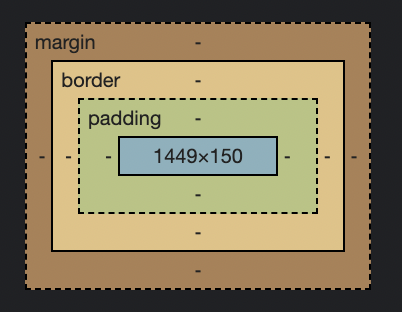 margin -
border -
padding -
- - - 1449×150 - - -
-
-
-